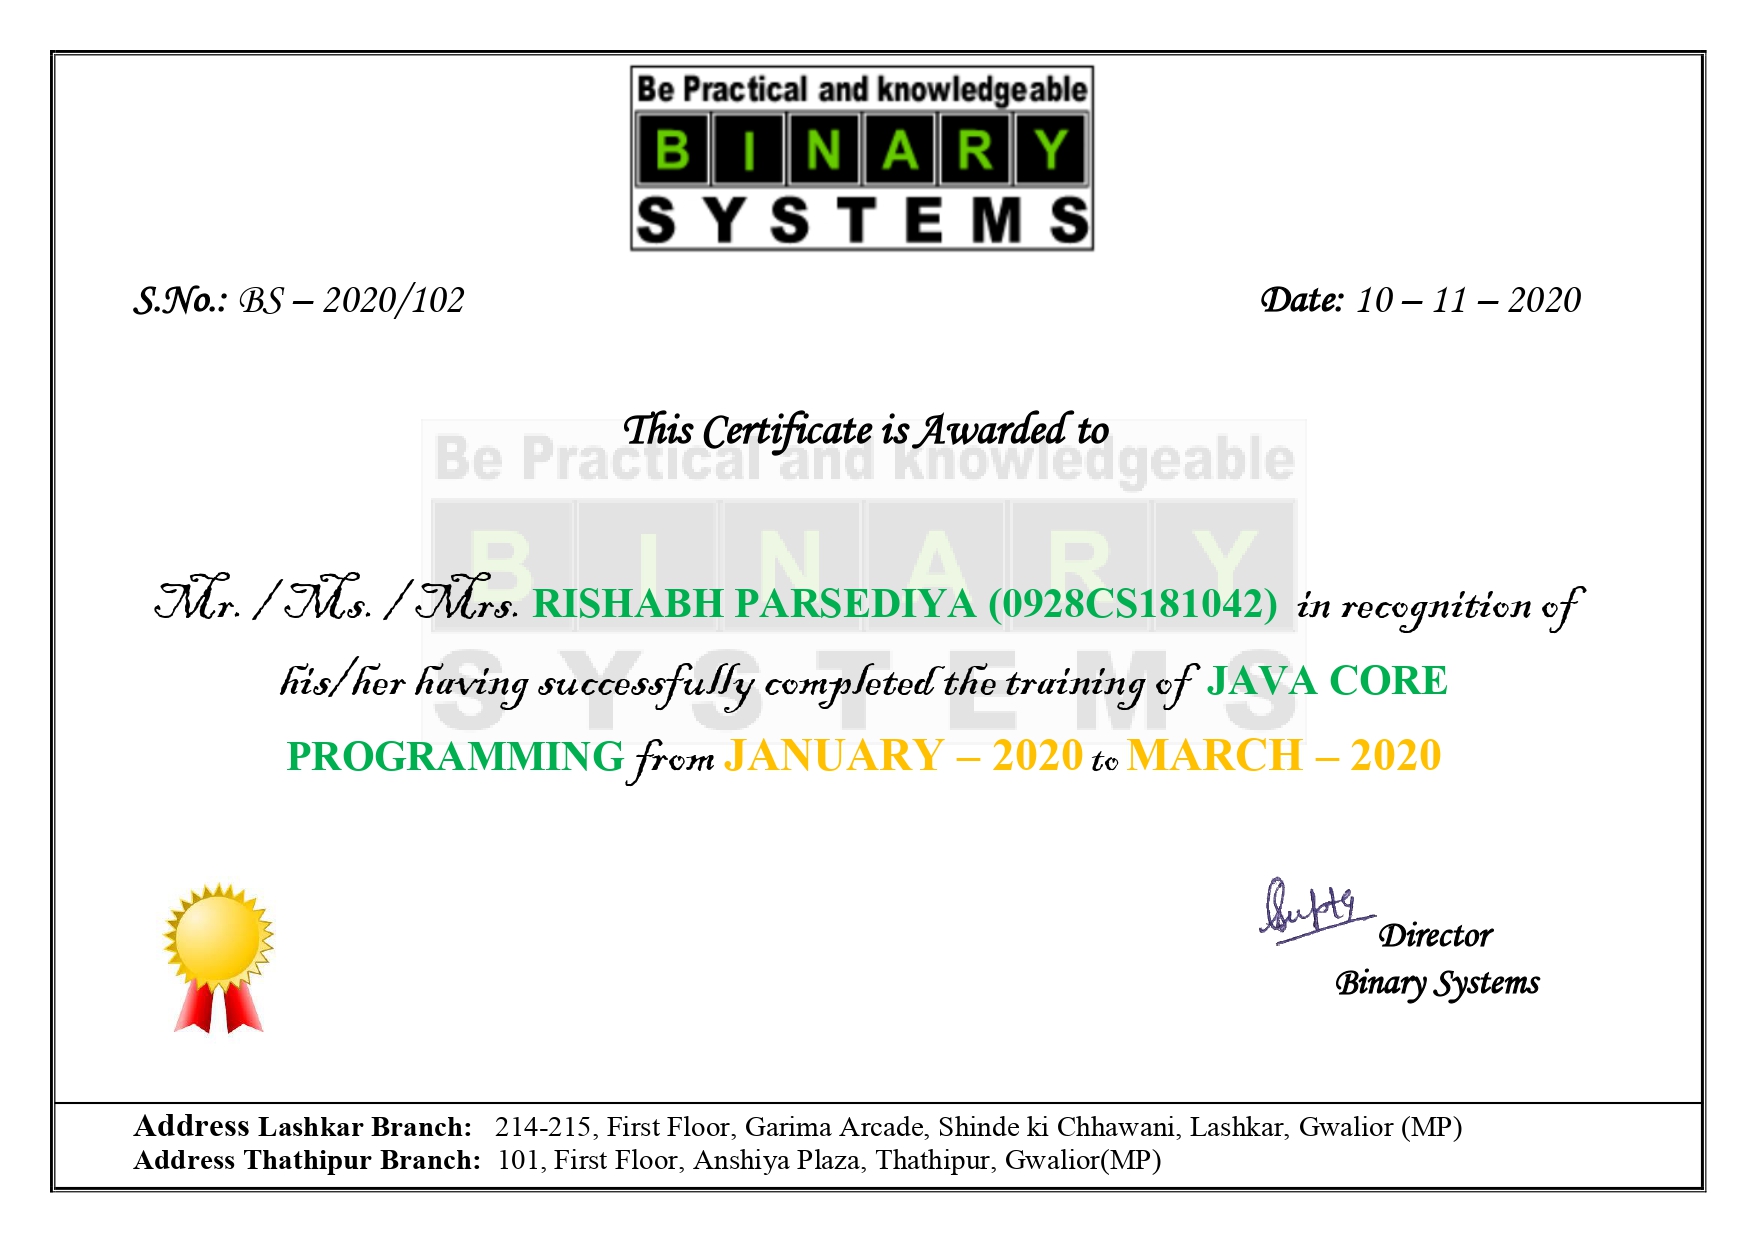 Be Practical and knowledgeable
BINARY
SYSTEMS
S.No.: BS – 2020/102
Date: 10 – 11 – 2020
This Certificate is Awarded to
Be Practical and knowledgeable
BINARY
SYSTEMS
Mr. / Ms. / Mrs. RISHABH PARSEDIYA (0928CS181042) in recognition of
his/her having successfully completed the training of JAVA CORE
PROGRAMMING from JANUARY – 2020 to MARCH – 2020
Gupta
Director
Binary Systems
Address Lashkar Branch: 214-215, First Floor, Garima Arcade, Shinde ki Chhawani, Lashkar, Gwalior (MP)
Address Thathipur Branch: 101, First Floor, Anshiya Plaza, Thathipur, Gwalior(MP)